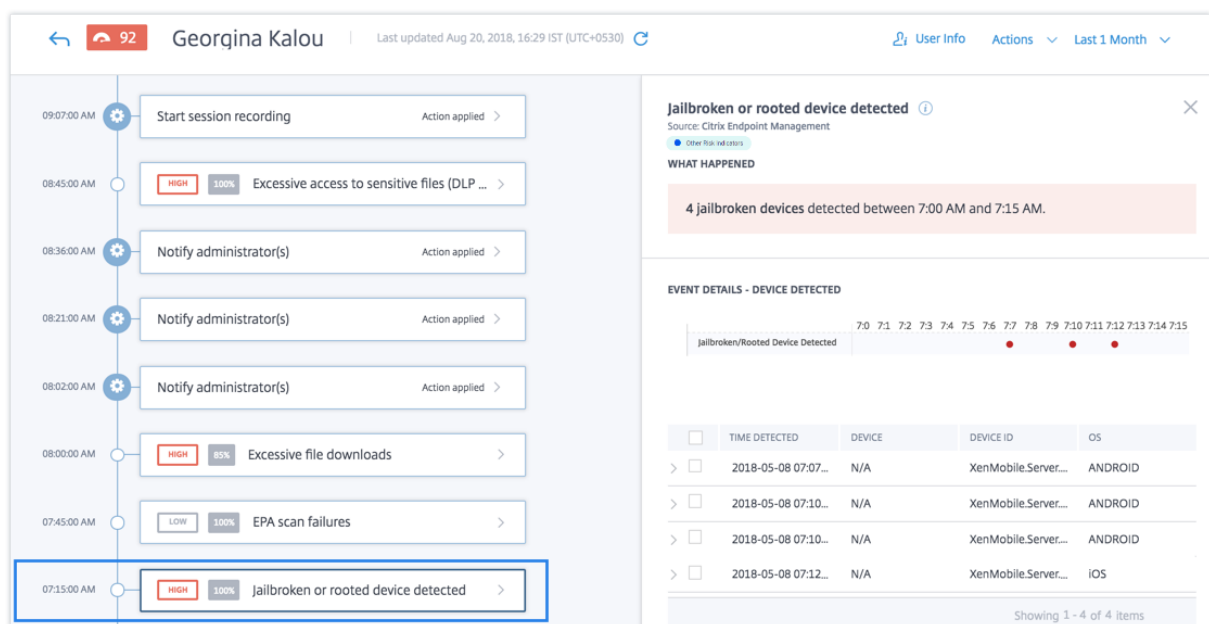 92 Georgina Kalou Last updated Aug 20, 2018, 16:29 IST (UTC+0530) User Info Actions Last 1 Month
09:07:00 AM Start session recording Action applied
08:45:00 AM HIGH 100% Excessive access to sensitive files (DLP ...
08:36:00 AM Notify administrator(s) Action applied
08:21:00 AM Notify administrator(s) Action applied
08:02:00 AM Notify administrator(s) Action applied
08:00:00 AM HIGH 85% Excessive file downloads
07:45:00 AM LOW 100% EPA scan failures
07:15:00 AM HIGH 100% Jailbroken or rooted device detected
Jailbroken or rooted device detected
Source: Citrix Endpoint Management
Other Risk Indicators
WHAT HAPPENED
4 jailbroken devices detected between 7:00 AM and 7:15 AM.
EVENT DETAILS - DEVICE DETECTED
7:0 7:1 7:2 7:3 7:4 7:5 7:6 7:7 7:8 7:9 7:10 7:11 7:12 7:13 7:14 7:15
Jailbroken/Rooted Device Detected
TIME DETECTED DEVICE DEVICE ID OS
2018-05-08 07:07... N/A XenMobile.Server.... ANDROID
2018-05-08 07:10... N/A XenMobile.Server.... ANDROID
2018-05-08 07:10... N/A XenMobile.Server.... ANDROID
2018-05-08 07:12... N/A XenMobile.Server.... iOS
Showing 1 - 4 of 4 items